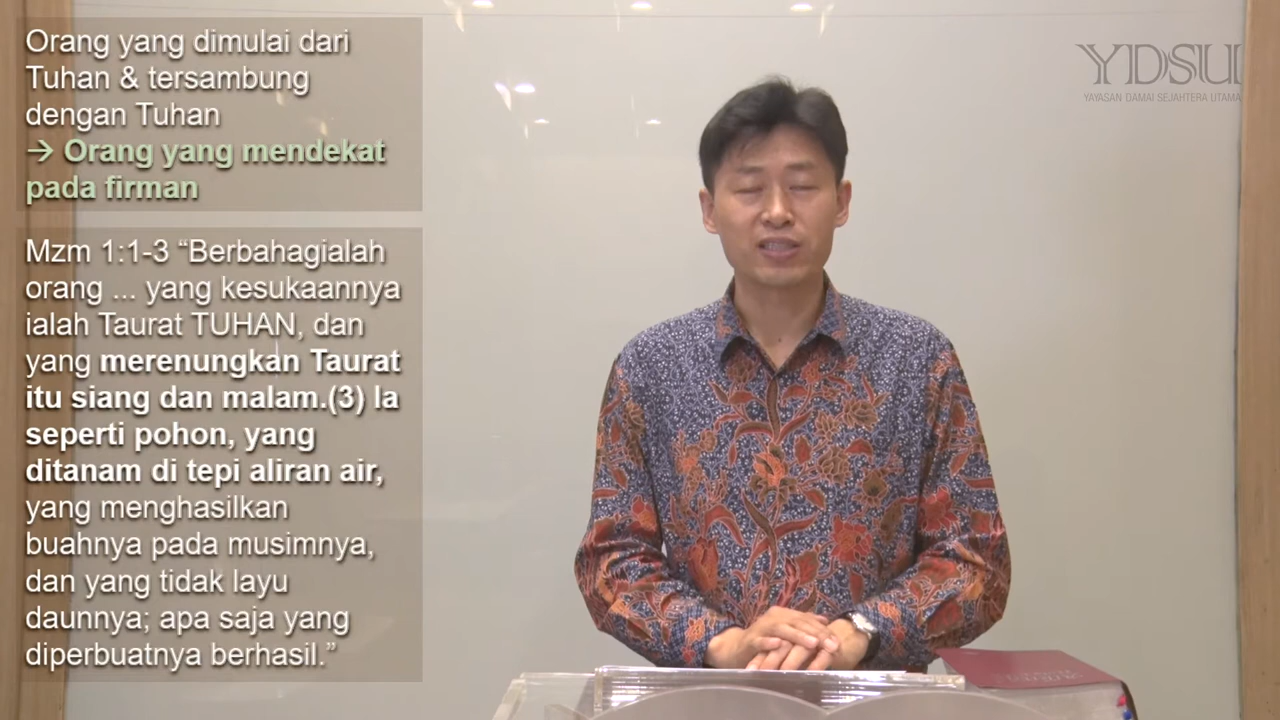 Orang yang dimulai dari
Tuhan & tersambung
dengan Tuhan
→ Orang yang mendekat
pada firman
Mzm 1:1-3 “Berbahagialah
orang ... yang kesukaannya
ialah Taurat TUHAN, dan
yang merenungkan Taurat
itu siang dan malam.(3) Ia
seperti pohon, yang
ditanam di tepi aliran air,
yang menghasilkan
buahnya pada musimnya,
dan yang tidak layu
daunnya; apa saja yang
diperbuatnya berhasil.”
YDSU
YAYASAN DAMAI SEJAHTERA UTAMA